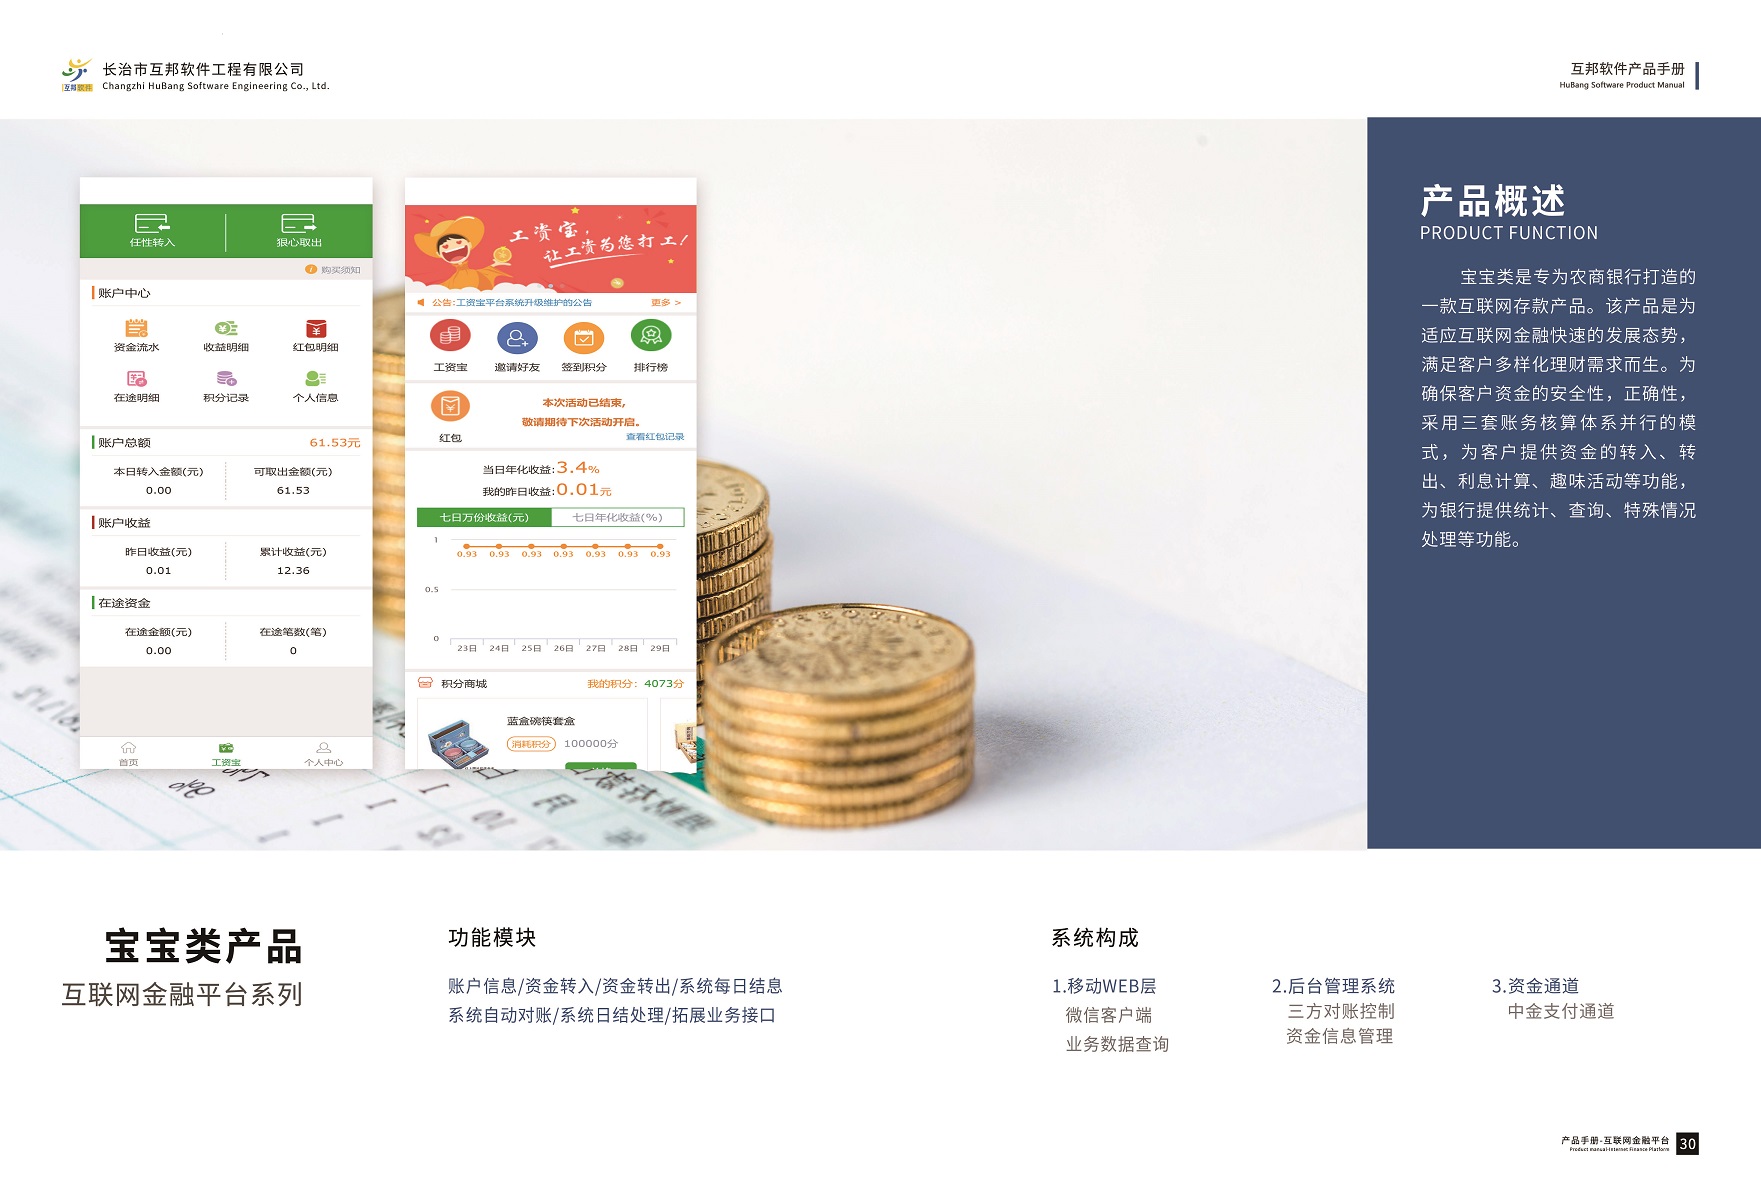 长治市互邦软件工程有限公司
Changzhi HuBang Software Engineering Co., Ltd.
互邦软件
互邦软件产品手册
HuBang Software Product Manual
任性转入
狠心取出
购买须知
账户中心
资金流水
收益明细
红包明细
在途明细
积分记录
个人信息
账户总额
61.53元
本日转入金额(元)
可取出金额(元)
0.00
61.53
账户收益
昨日收益(元)
累计收益(元)
0.01
12.36
在途资金
在途金额(元)
在途笔数(笔)
0.00
0
首页
工资宝
个人中心
工资宝，
让工资为您打工！
公告:工资宝平台系统升级维护的公告
更多 >
工资宝
邀请好友
签到积分
排行榜
红包
本次活动已结束，
敬请期待下次活动开启。
查看红包记录
当日年化收益:3.4%
我的昨日收益:0.01元
七日万份收益(元)
七日年化收益(%)
1
0.93 0.93 0.93 0.93 0.93 0.93 0.93
0.5
0
23日 24日 25日 26日 27日 28日 29日
积分商城
我的积分: 4073分
蓝盒碗筷套盒
消耗积分 100000分
产品概述
PRODUCT FUNCTION
宝宝类是专为农商银行打造的
一款互联网存款产品。该产品是为
适应互联网金融快速的发展态势，
满足客户多样化理财需求而生。为
确保客户资金的安全性，正确性，
采用三套账务核算体系并行的模
式，为客户提供资金的转入、转
出、利息计算、趣味活动等功能，
为银行提供统计、查询、特殊情况
处理等功能。
宝宝类产品
互联网金融平台系列
功能模块
账户信息/资金转入/资金转出/系统每日结息
系统自动对账/系统日结处理/拓展业务接口
系统构成
1.移动WEB层
微信客户端
业务数据查询
2.后台管理系统
三方对账控制
资金信息管理
3.资金通道
中金支付通道
产品手册-互联网金融平台
Product manual-Internet Finance Platform
30